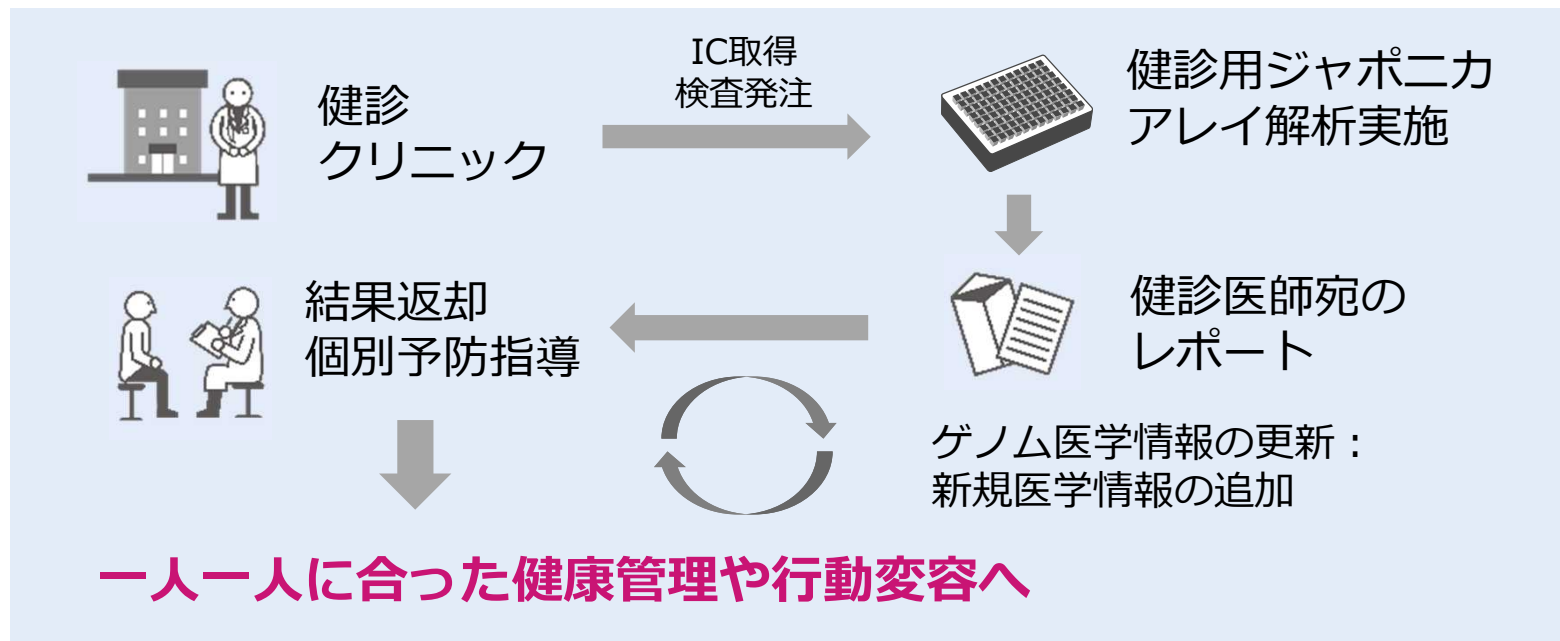 健診
クリニック
IC取得
検査発注
健診用ジャポニカ
アレイ解析実施
健診医師宛の
レポート
結果返却
個別予防指導
ゲノム医学情報の更新：
新規医学情報の追加
一人一人に合った健康管理や行動変容へ